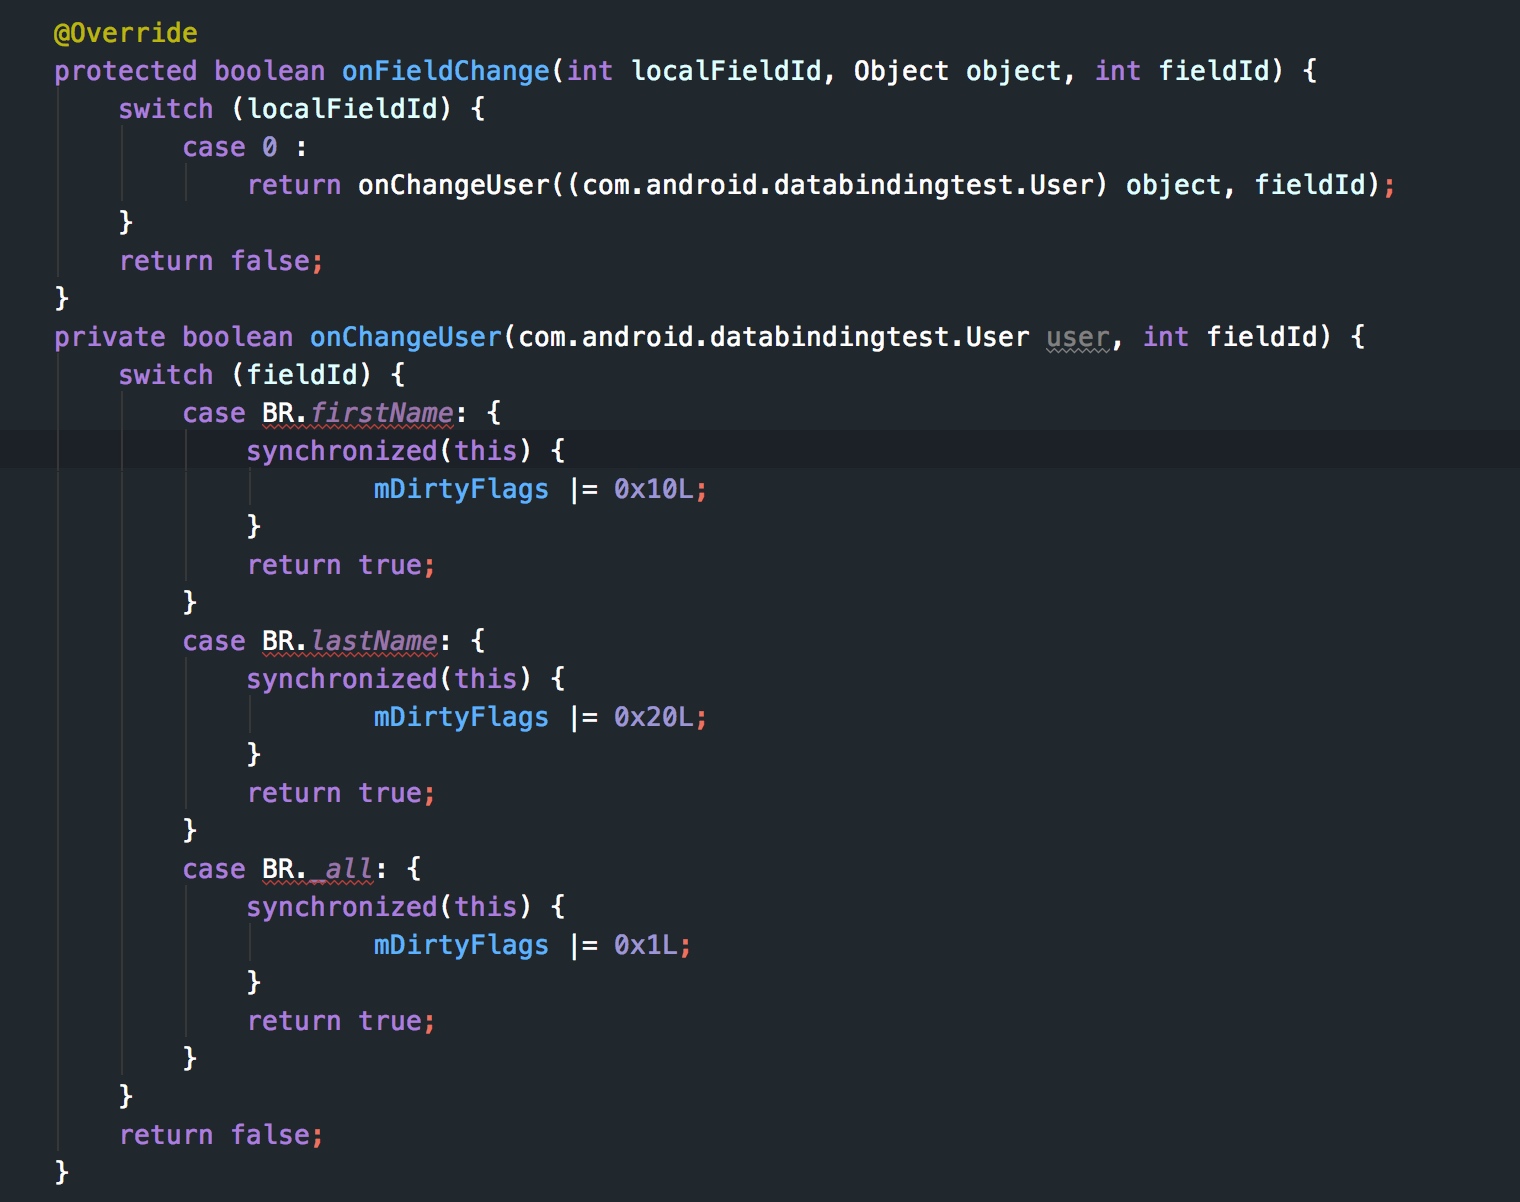 @Override
protected boolean onFieldChange(int localFieldId, Object object, int fieldId) {
switch (localFieldId) {
case 0 :
return onChangeUser((com.android.databindingtest.User) object, fieldId);
}
return false;
}
private boolean onChangeUser(com.android.databindingtest.User user, int fieldId) {
switch (fieldId) {
case BR.firstName: {
synchronized(this) {
mDirtyFlags |= 0x10L;
}
return true;
}
case BR.lastName: {
synchronized(this) {
mDirtyFlags |= 0x20L;
}
return true;
}
case BR._all: {
synchronized(this) {
mDirtyFlags |= 0x1L;
}
return true;
}
}
return false;
}